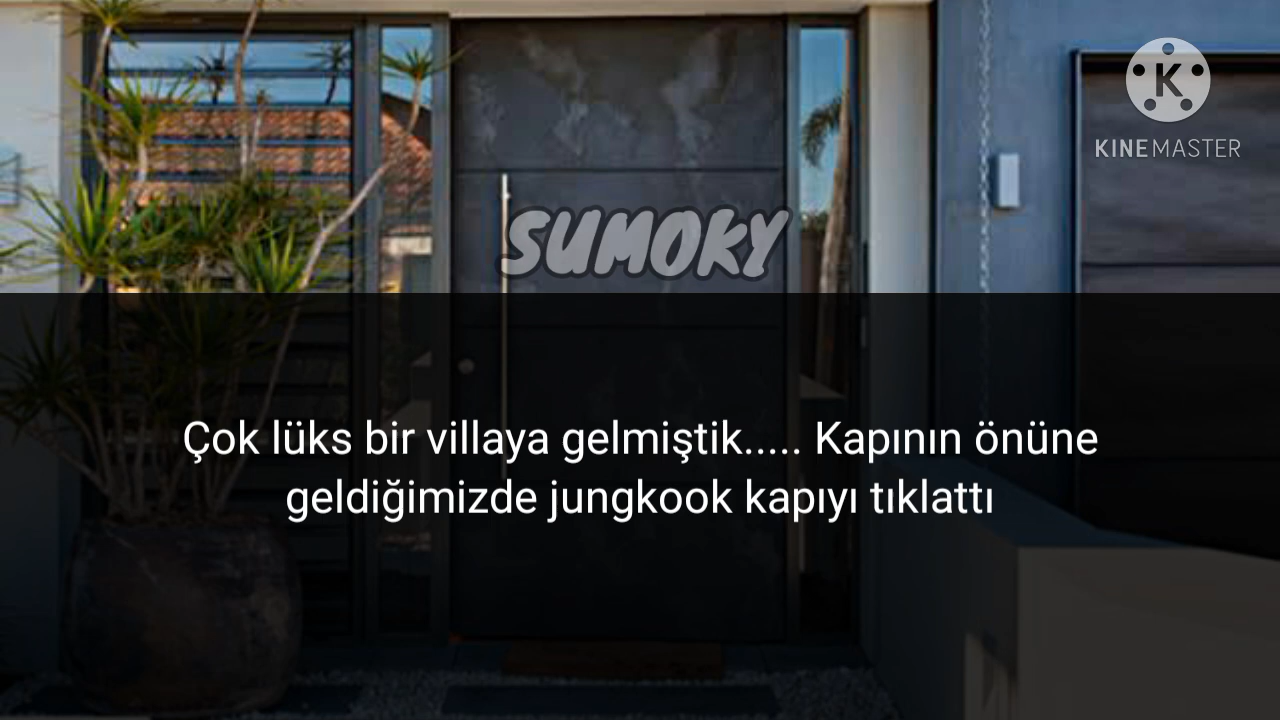 K
KINEMASTER
SUMOKY
Çok lüks bir villaya gelmiştik..... Kapının önüne
geldiğimizde jungkook kapıyı tıklattı